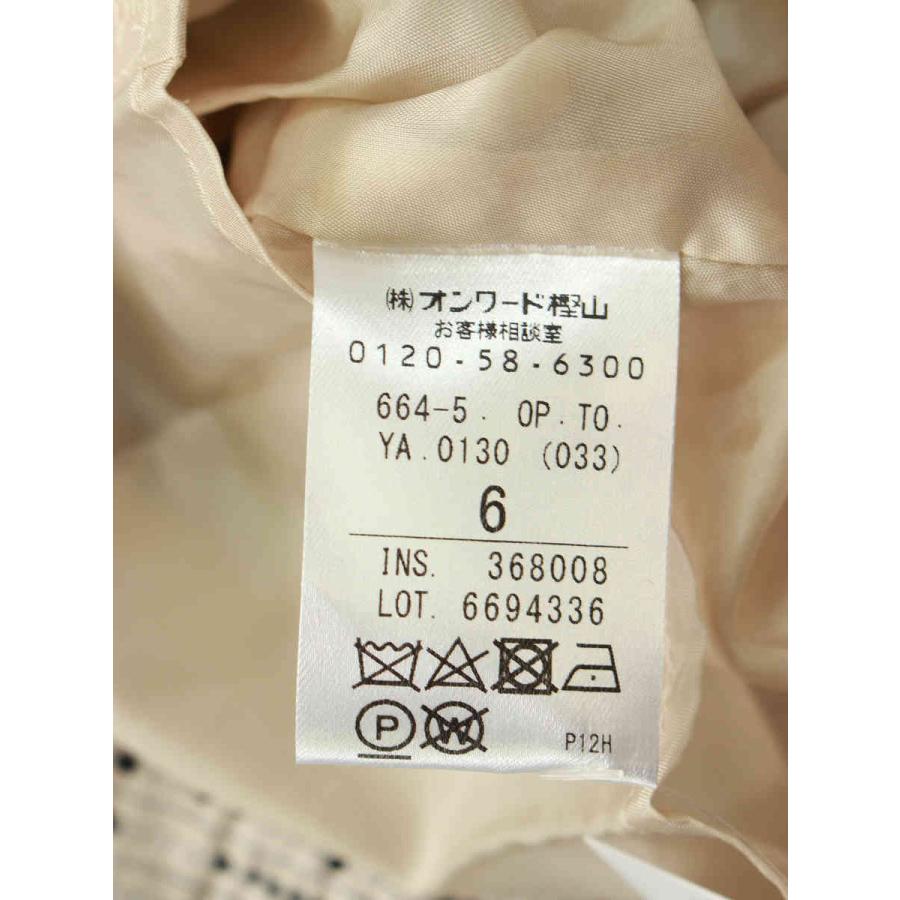 ㈱オンワード樫山
お客様相談室
0120-58-6300
664-5. OP.TO.
YA.0130 (033)
6
INS. 368008
LOT. 6694336
P W P12H